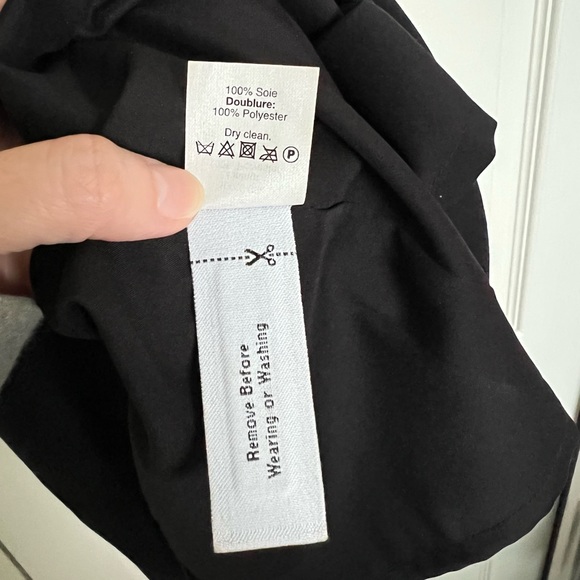 100% Soie
Doublure:
100% Polyester
Dry clean.
P
Remove Before
Wearing or Washing